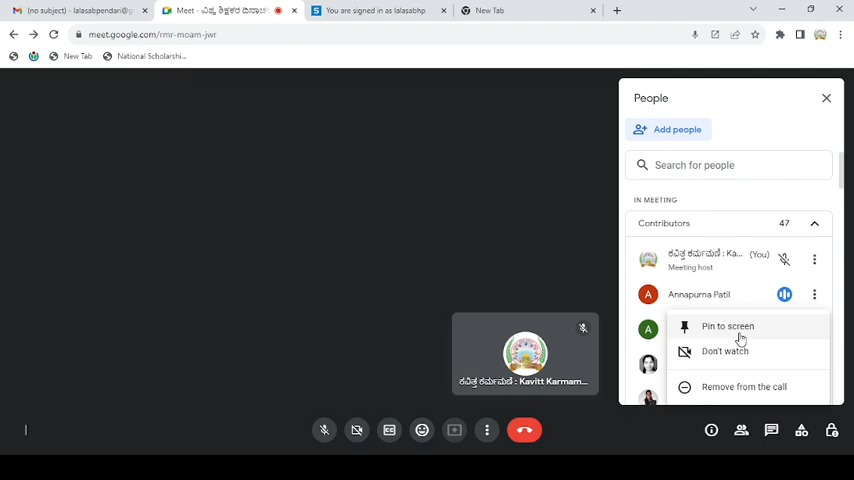 (no subject) - lalasabpendari@g
Meet - ವಿಶ್ವ ಶಿಕ್ಷಕರ ದಿನಾಚ
You are signed in as lalasabhp
New Tab
meet.google.com/rmr-moam-jwr
New Tab
National Scholarshi...
People
Add people
Search for people
IN MEETING
Contributors 47
ಕವಿತ್ತ ಕರ್ಮಮಣಿ : Ka... (You)
Meeting host
A Annapurna Patil
A
Pin to screen
Don't watch
Remove from the call
ಕವಿತ್ತ ಕರ್ಮಮಣಿ : Kavitt Karmam...